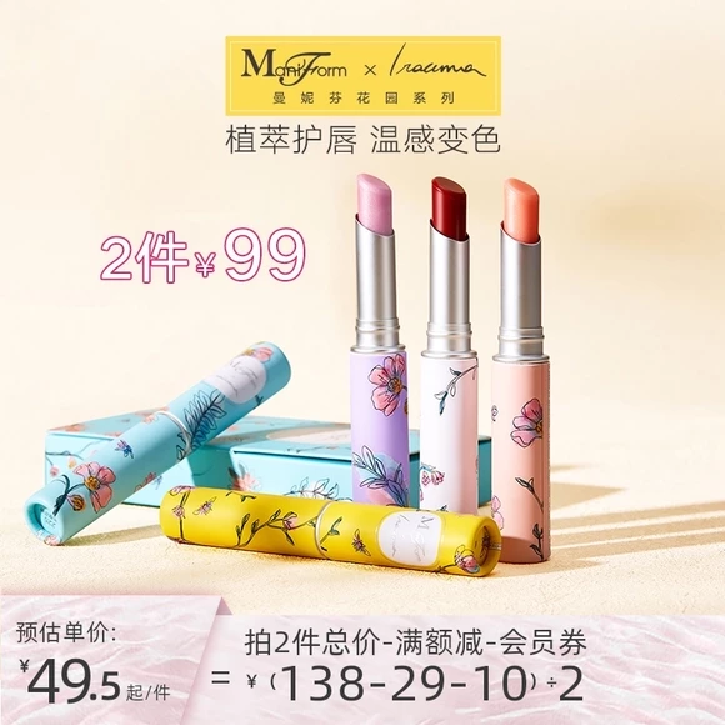 ManiForm ×
曼妮芬花园系列
植萃护唇 温感变色
2件¥99
预估单价:
¥49.5起/件
=
拍2件总价-满额减-会员券
¥(138-29-10)÷2